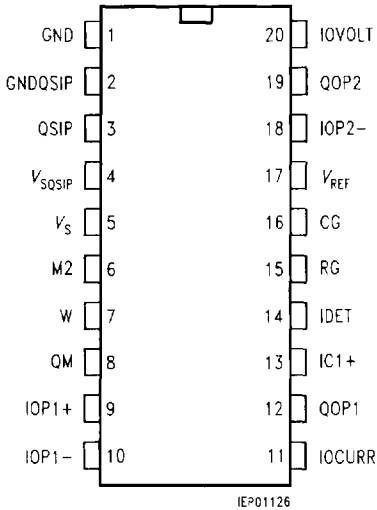 GND 1 20 IOVOLT
GNDQSIP 2 19 QOP2
QSIP 3 18 IOP2-
VSQSIP 4 17 VREF
VS 5 16 CG
M2 6 15 RG
W 7 14 IDET
QM 8 13 IC1+
IOP1+ 9 12 QOP1
IOP1- 10 11 IOCURR
IEP01126